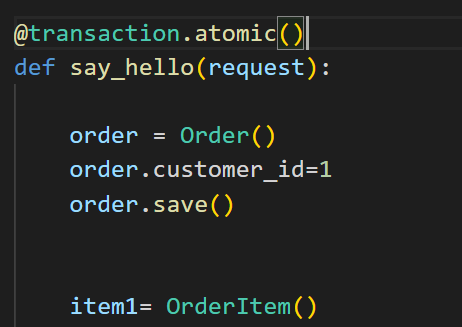 @transaction.atomic()
def say_hello(request):
order = Order()
order.customer_id=1
order.save()
item1= OrderItem()